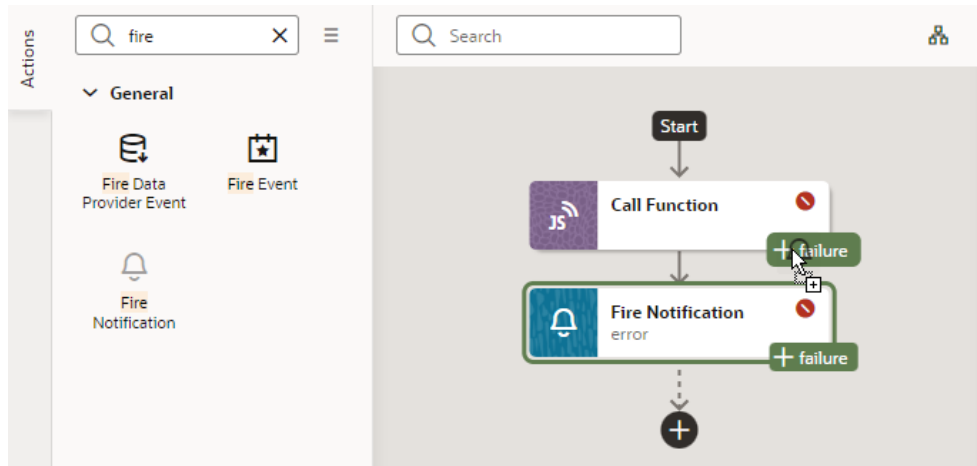 Actions
fire
General
Fire Data
Provider Event
Fire Event
Fire
Notification
Search
Start
JS
Call Function
failure
Fire Notification
error
failure